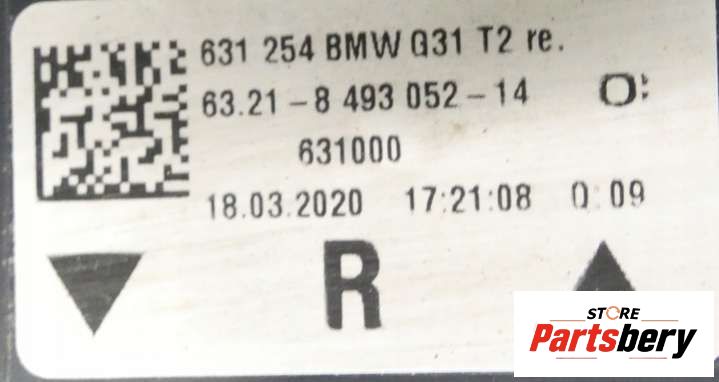 631 254 BMW G31 T2 re.
63.21-8 493 052-14
631000
18.03.2020 17:21:08 0:09
R
STORE
Partsbery